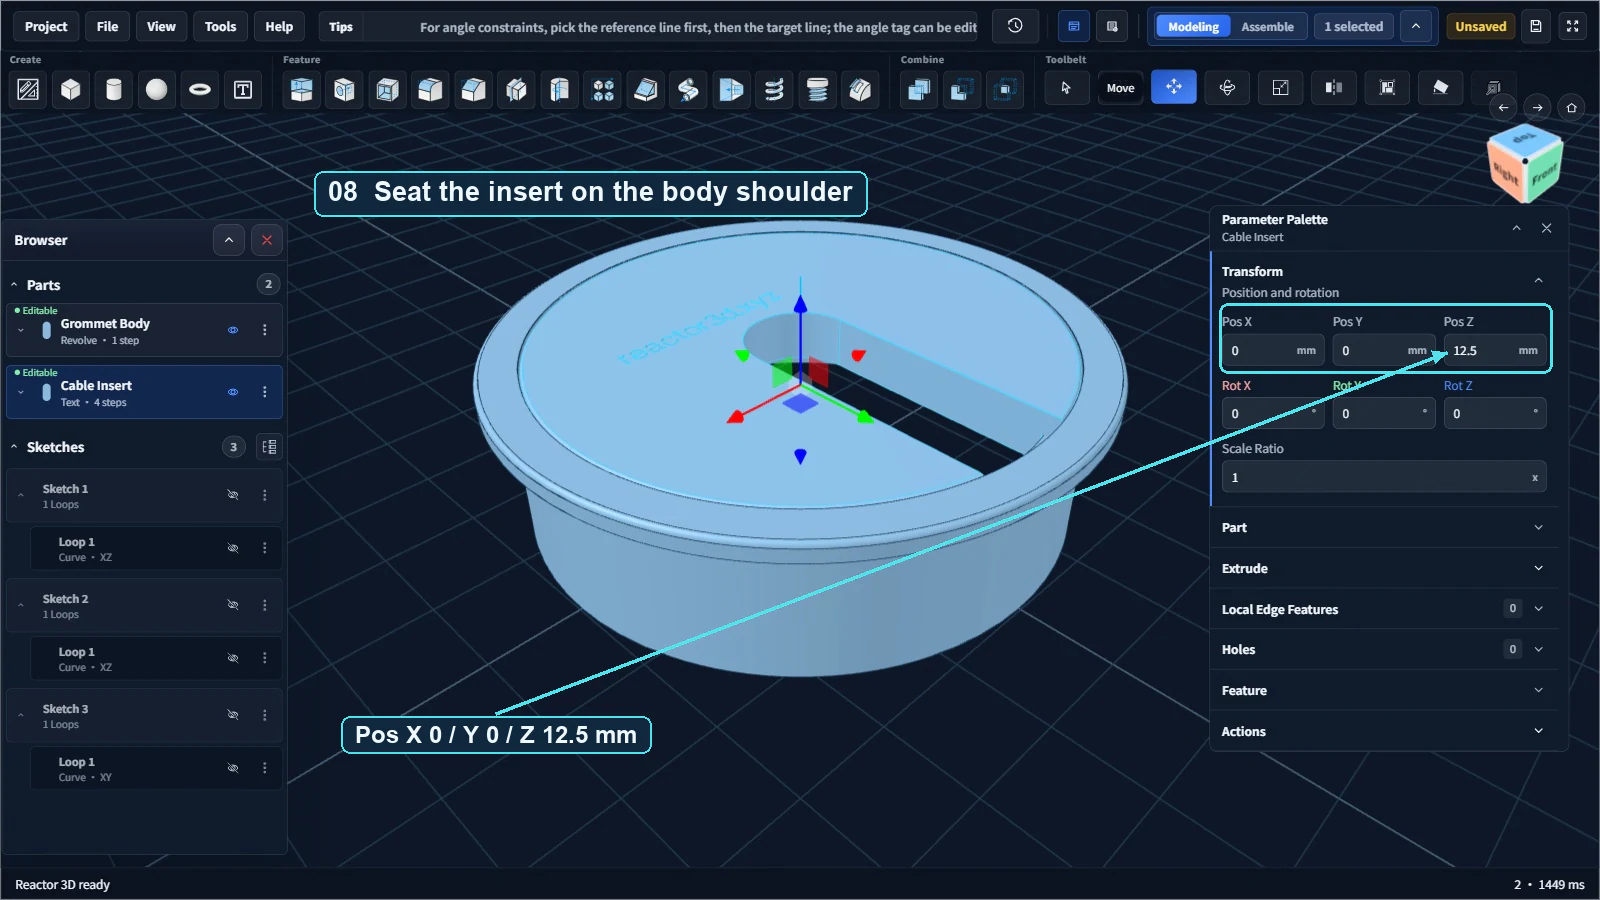 Project File View Tools Help Tips
For angle constraints, pick the reference line first, then the target line; the angle tag can be edit
Modeling Assemble 1 selected Unsaved
Create Feature Combine Toolbelt
Move
Top
Right Front
08 Seat the insert on the body shoulder
Browser
Parts 2
Editable
Grommet Body
Revolve • 1 step
Editable
Cable Insert
Text • 4 steps
Sketches 3
Sketch 1
1 Loops
Loop 1
Curve • XZ
Sketch 2
1 Loops
Loop 1
Curve • XZ
Sketch 3
1 Loops
Loop 1
Curve • XY
Pos X 0 / Y 0 / Z 12.5 mm
Parameter Palette
Cable Insert
Transform
Position and rotation
Pos X Pos Y Pos Z
0 mm 0 mm 12.5 mm
Rot X Rot Y Rot Z
0 ° 0 ° 0 °
Scale Ratio
1 x
Part
Extrude
Local Edge Features 0
Holes 0
Feature
Actions
Reactor 3D ready
2 • 1449 ms